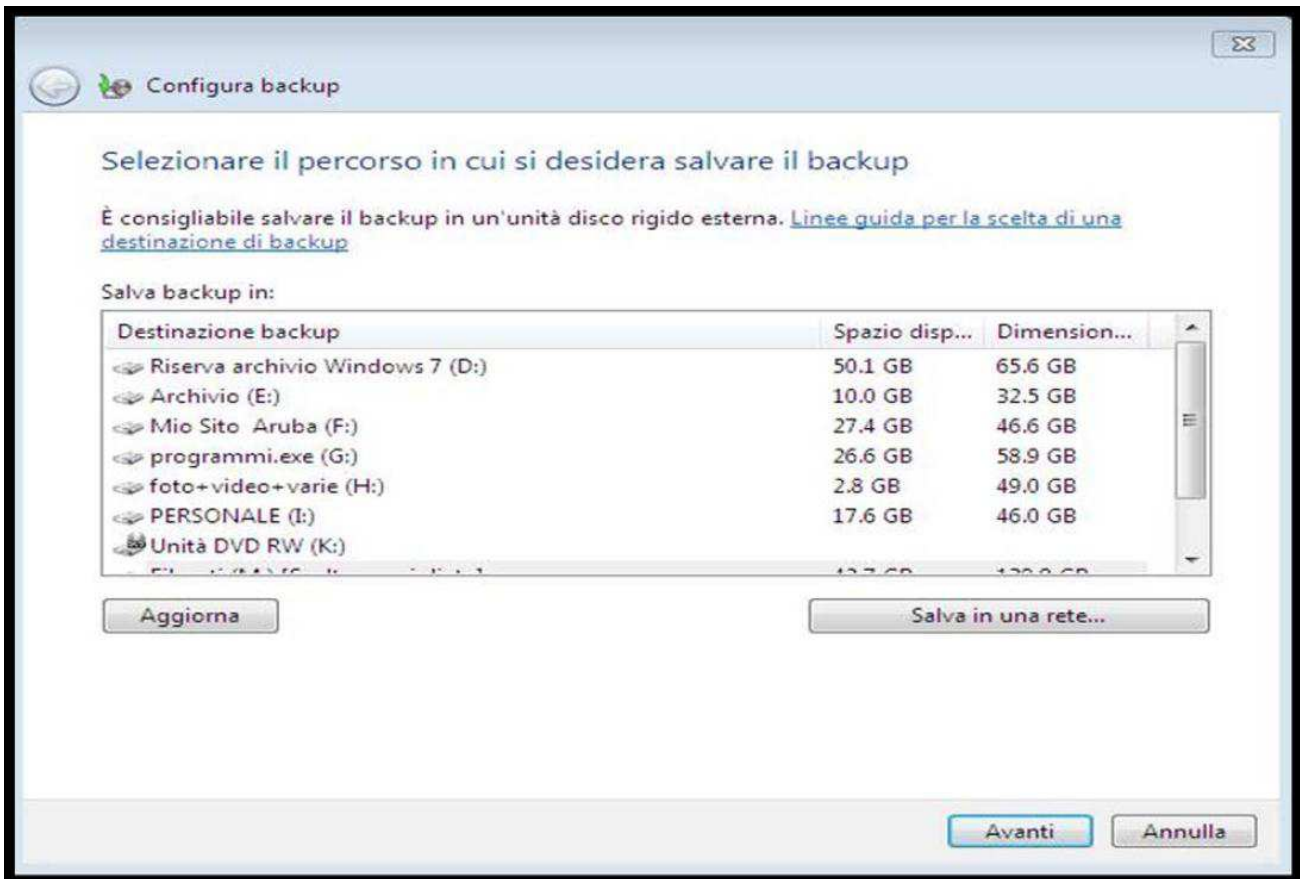 Configura backup
Selezionare il percorso in cui si desidera salvare il backup
È consigliabile salvare il backup in un'unità disco rigido esterna. Linee guida per la scelta di una
destinazione di backup
Salva backup in:
Destinazione backup Spazio disp... Dimension...
Riserva archivio Windows 7 (D:) 50.1 GB 65.6 GB
Archivio (E:) 10.0 GB 32.5 GB
Mio Sito Aruba (F:) 27.4 GB 46.6 GB
programmi.exe (G:) 26.6 GB 58.9 GB
foto+video+varie (H:) 2.8 GB 49.0 GB
PERSONALE (I:) 17.6 GB 46.0 GB
Unità DVD RW (K:)
Aggiorna Salva in una rete...
Avanti Annulla